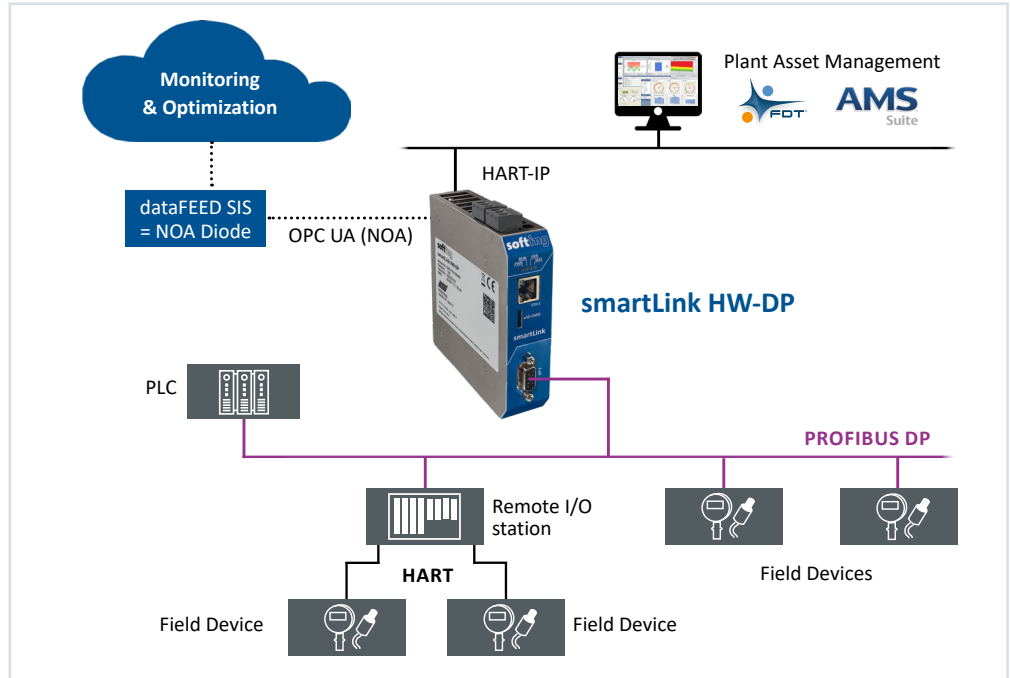 Monitoring
& Optimization
Plant Asset Management
FDT
AMS
Suite
HART-IP
dataFEED SIS
= NOA Diode
OPC UA (NOA)
softing
smartLink
smartLink HW-DP
PLC
PROFIBUS DP
Remote I/O
station
HART
Field Devices
Field Device
Field Device